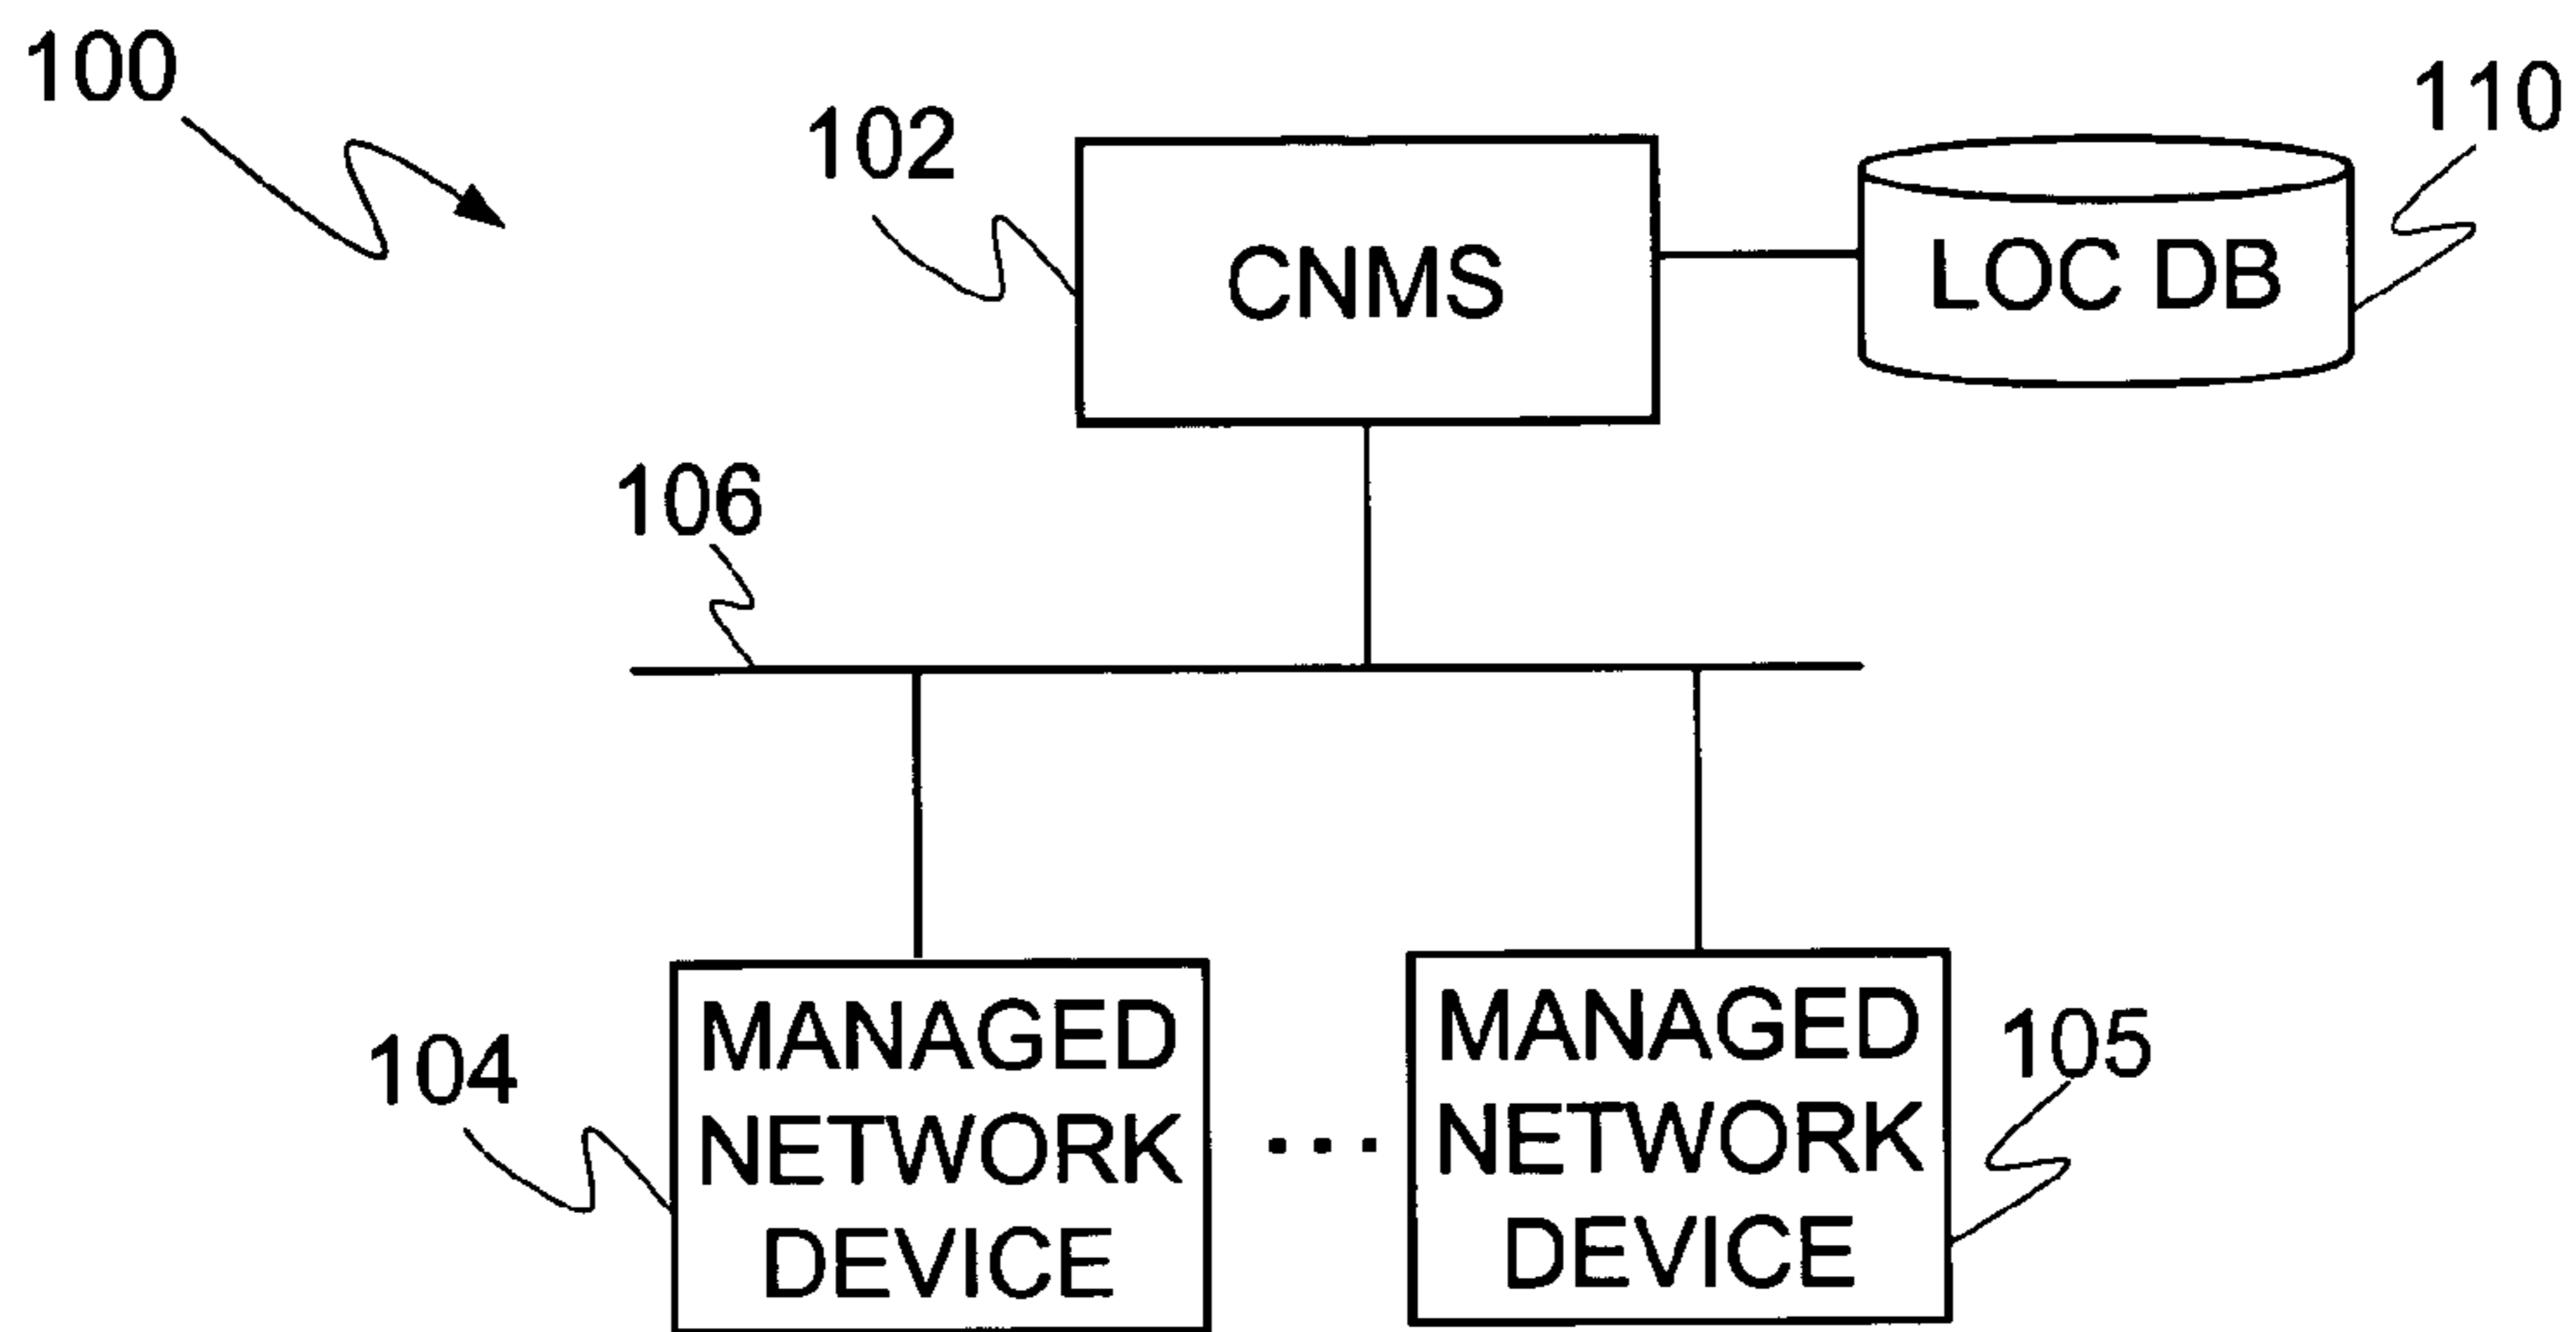 100
102
110
CNMS
LOC DB
106
MANAGED
NETWORK
DEVICE
104
...
MANAGED
NETWORK
DEVICE
105